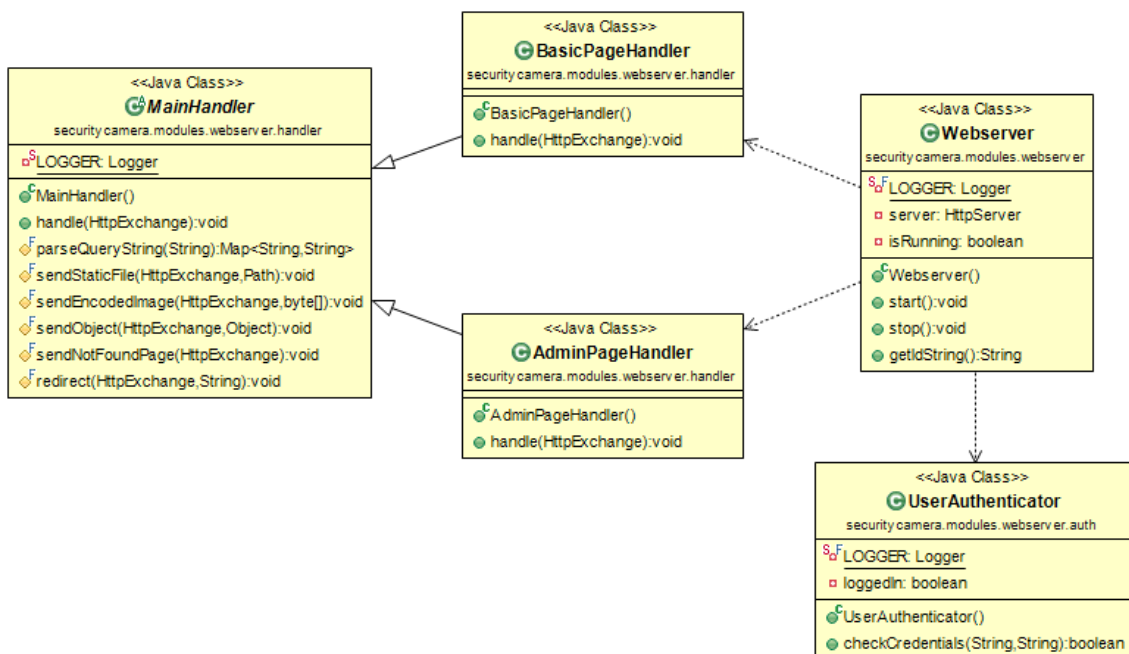 <<Java Class>>
BasicPageHandler
securitycamera.modules.webserver.handler
BasicPageHandler()
handle(HttpExchange):void
<<Java Class>>
MainHandler
securitycamera.modules.webserver.handler
LOGGER: Logger
MainHandler()
handle(HttpExchange):void
parseQueryString(String):Map<String,String>
sendStaticFile(HttpExchange,Path):void
sendEncodedImage(HttpExchange,byte[]):void
sendObject(HttpExchange,Object):void
sendNotFoundPage(HttpExchange):void
redirect(HttpExchange,String):void
<<Java Class>>
Webserver
securitycamera.modules.webserver
LOGGER: Logger
server: HttpServer
isRunning: boolean
Webserver()
start():void
stop():void
getIdString():String
<<Java Class>>
AdminPageHandler
securitycamera.modules.webserver.handler
AdminPageHandler()
handle(HttpExchange):void
<<Java Class>>
UserAuthenticator
securitycamera.modules.webserver.auth
LOGGER: Logger
loggedIn: boolean
UserAuthenticator()
checkCredentials(String,String):boolean